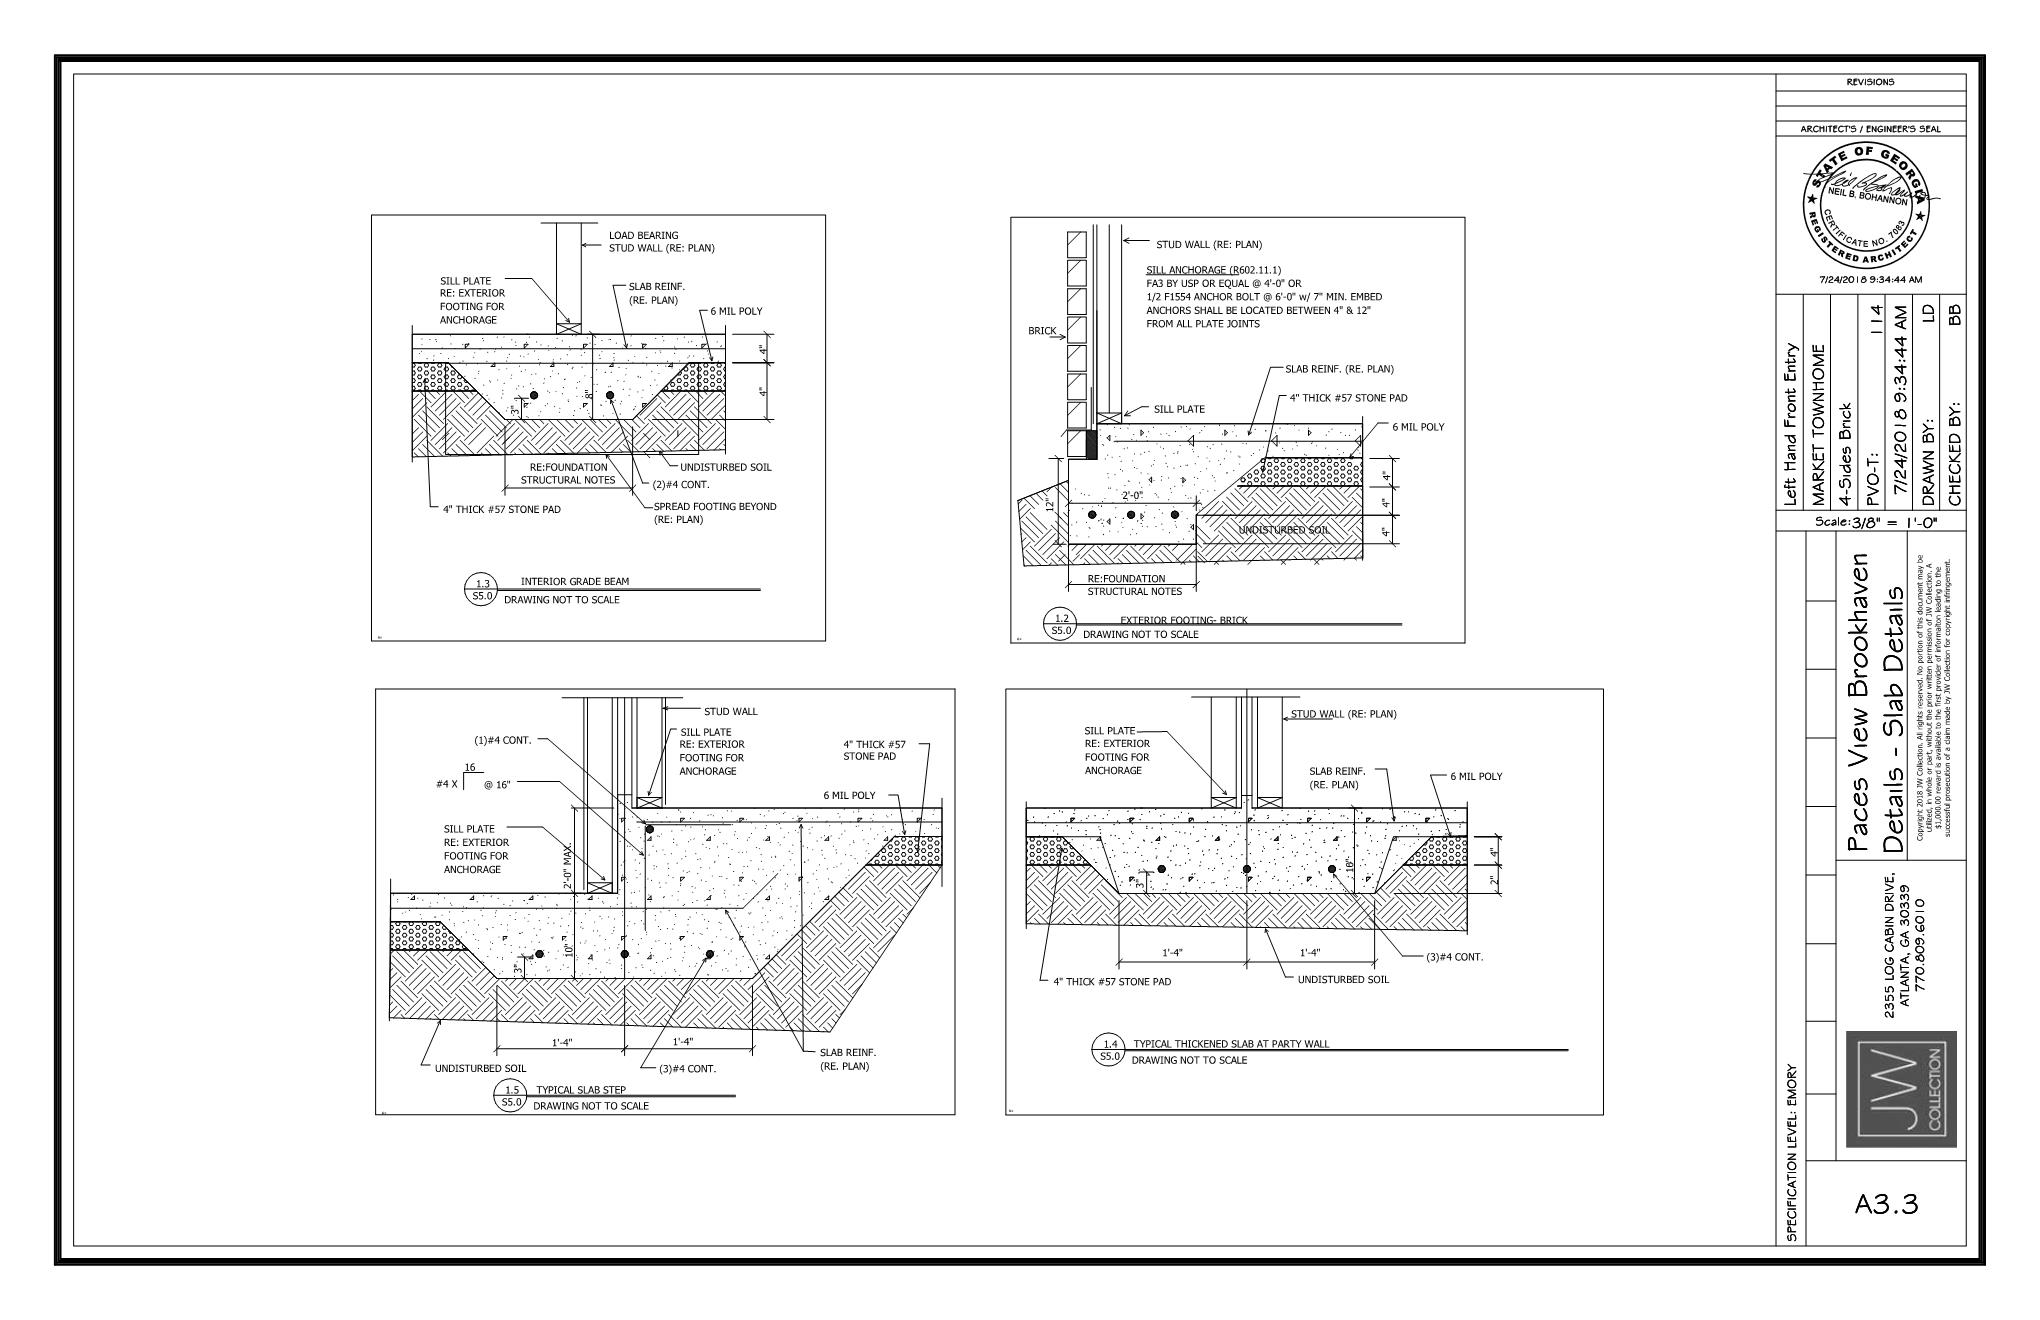 LOAD BEARING
STUD WALL (RE: PLAN)
SILL PLATE
RE: EXTERIOR
FOOTING FOR
ANCHORAGE
SLAB REINF.
(RE. PLAN)
6 MIL POLY
4"
4"
8"
3"
RE:FOUNDATION
STRUCTURAL NOTES
UNDISTURBED SOIL
(2)#4 CONT.
4" THICK #57 STONE PAD
SPREAD FOOTING BEYOND
(RE: PLAN)
1.3
S5.0
INTERIOR GRADE BEAM
DRAWING NOT TO SCALE
STUD WALL (RE: PLAN)
SILL ANCHORAGE (R602.11.1)
FA3 BY USP OR EQUAL @ 4'-0" OR
1/2 F1554 ANCHOR BOLT @ 6'-0" w/ 7" MIN. EMBED
ANCHORS SHALL BE LOCATED BETWEEN 4" & 12"
FROM ALL PLATE JOINTS
BRICK
SLAB REINF. (RE. PLAN)
4" THICK #57 STONE PAD
SILL PLATE
6 MIL POLY
4"
4"
4"
2'-0"
12"
UNDISTURBED SOIL
RE:FOUNDATION
STRUCTURAL NOTES
1.2
S5.0
EXTERIOR FOOTING- BRICK
DRAWING NOT TO SCALE
STUD WALL
(1)#4 CONT.
SILL PLATE
RE: EXTERIOR
FOOTING FOR
ANCHORAGE
4" THICK #57
STONE PAD
16
#4 X
@ 16"
6 MIL POLY
SILL PLATE
RE: EXTERIOR
FOOTING FOR
ANCHORAGE
2'-0" MAX.
10"
3"
1'-4"
1'-4"
SLAB REINF.
(RE. PLAN)
UNDISTURBED SOIL
(3)#4 CONT.
1.5
S5.0
TYPICAL SLAB STEP
DRAWING NOT TO SCALE
STUD WALL (RE: PLAN)
SILL PLATE
RE: EXTERIOR
FOOTING FOR
ANCHORAGE
SLAB REINF.
(RE. PLAN)
6 MIL POLY
4"
2"
3"
1'-4"
1'-4"
(3)#4 CONT.
4" THICK #57 STONE PAD
UNDISTURBED SOIL
1.4
S5.0
TYPICAL THICKENED SLAB AT PARTY WALL
DRAWING NOT TO SCALE
REVISIONS
ARCHITECT'S / ENGINEER'S SEAL
STATE OF GEORGIA
NEIL B. BOHANNON
CERTIFICATE NO. 7083
REGISTERED ARCHITECT
7/24/2018 9:34:44 AM
Left Hand Front Entry
MARKET TOWNHOME
4-Sides Brick
PVO-T: 114
7/24/2018 9:34:44 AM
DRAWN BY: LD
CHECKED BY: BB
Scale: 3/8" = 1'-0"
Paces View Brookhaven
Details - Slab Details
Copyright 2018 JW Collection. All rights reserved. No portion of this document may be
utilized, in whole or part, without the prior written permission of JW Collection. A
$1,000.00 reward is available to the first provider of informaiton leading to the
successful prosecution of a claim made by JW Collection for copyright infringement.
2355 LOG CABIN DRIVE,
ATLANTA, GA 30339
770.809.6010
JW
COLLECTION
SPECIFICATION LEVEL: EMORY
A3.3